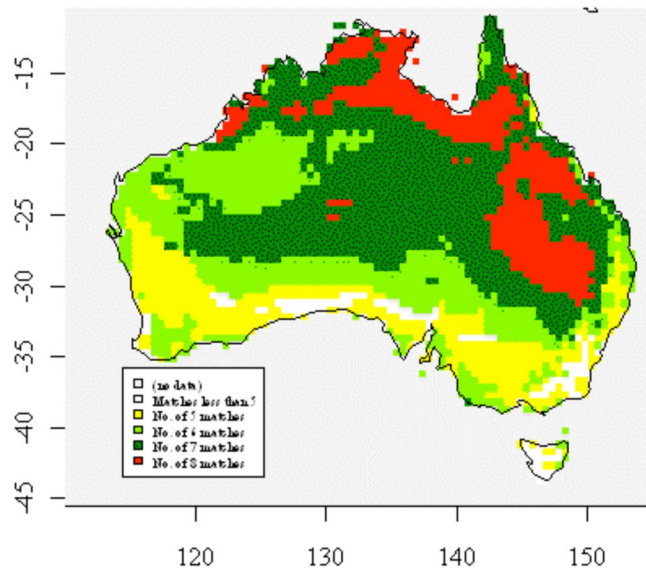 -15
-20
-25
-30
-35
-40
-45
(no data)
Matches less than 5
No. of 5 matches
No. of 6 matches
No. of 7 matches
No. of 8 matches
120 130 140 150